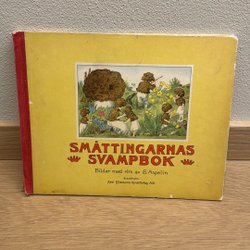 SMÅTTINGARNAS
SVAMPBOK
Bilder med vers av B. Aspelin